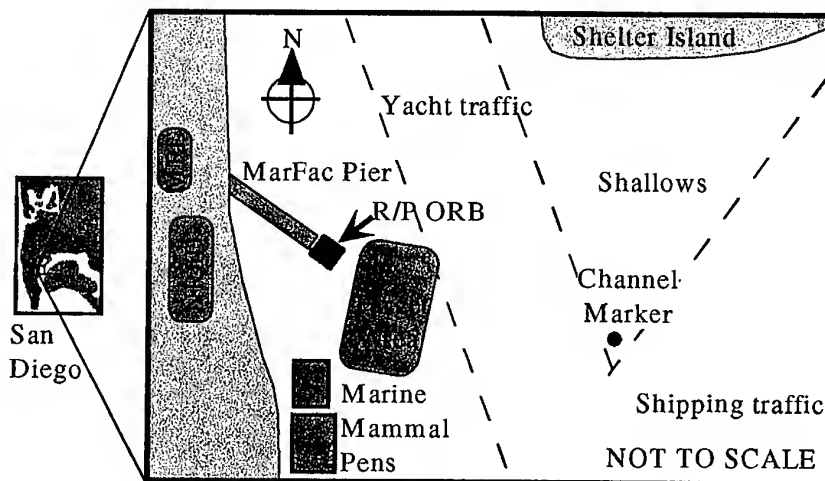 Shelter Island
N
Yacht traffic
MarFac Pier
Shallows
R/P ORB
Channel
Marker
San
Diego
Marine
Mammal
Pens
Shipping traffic
NOT TO SCALE